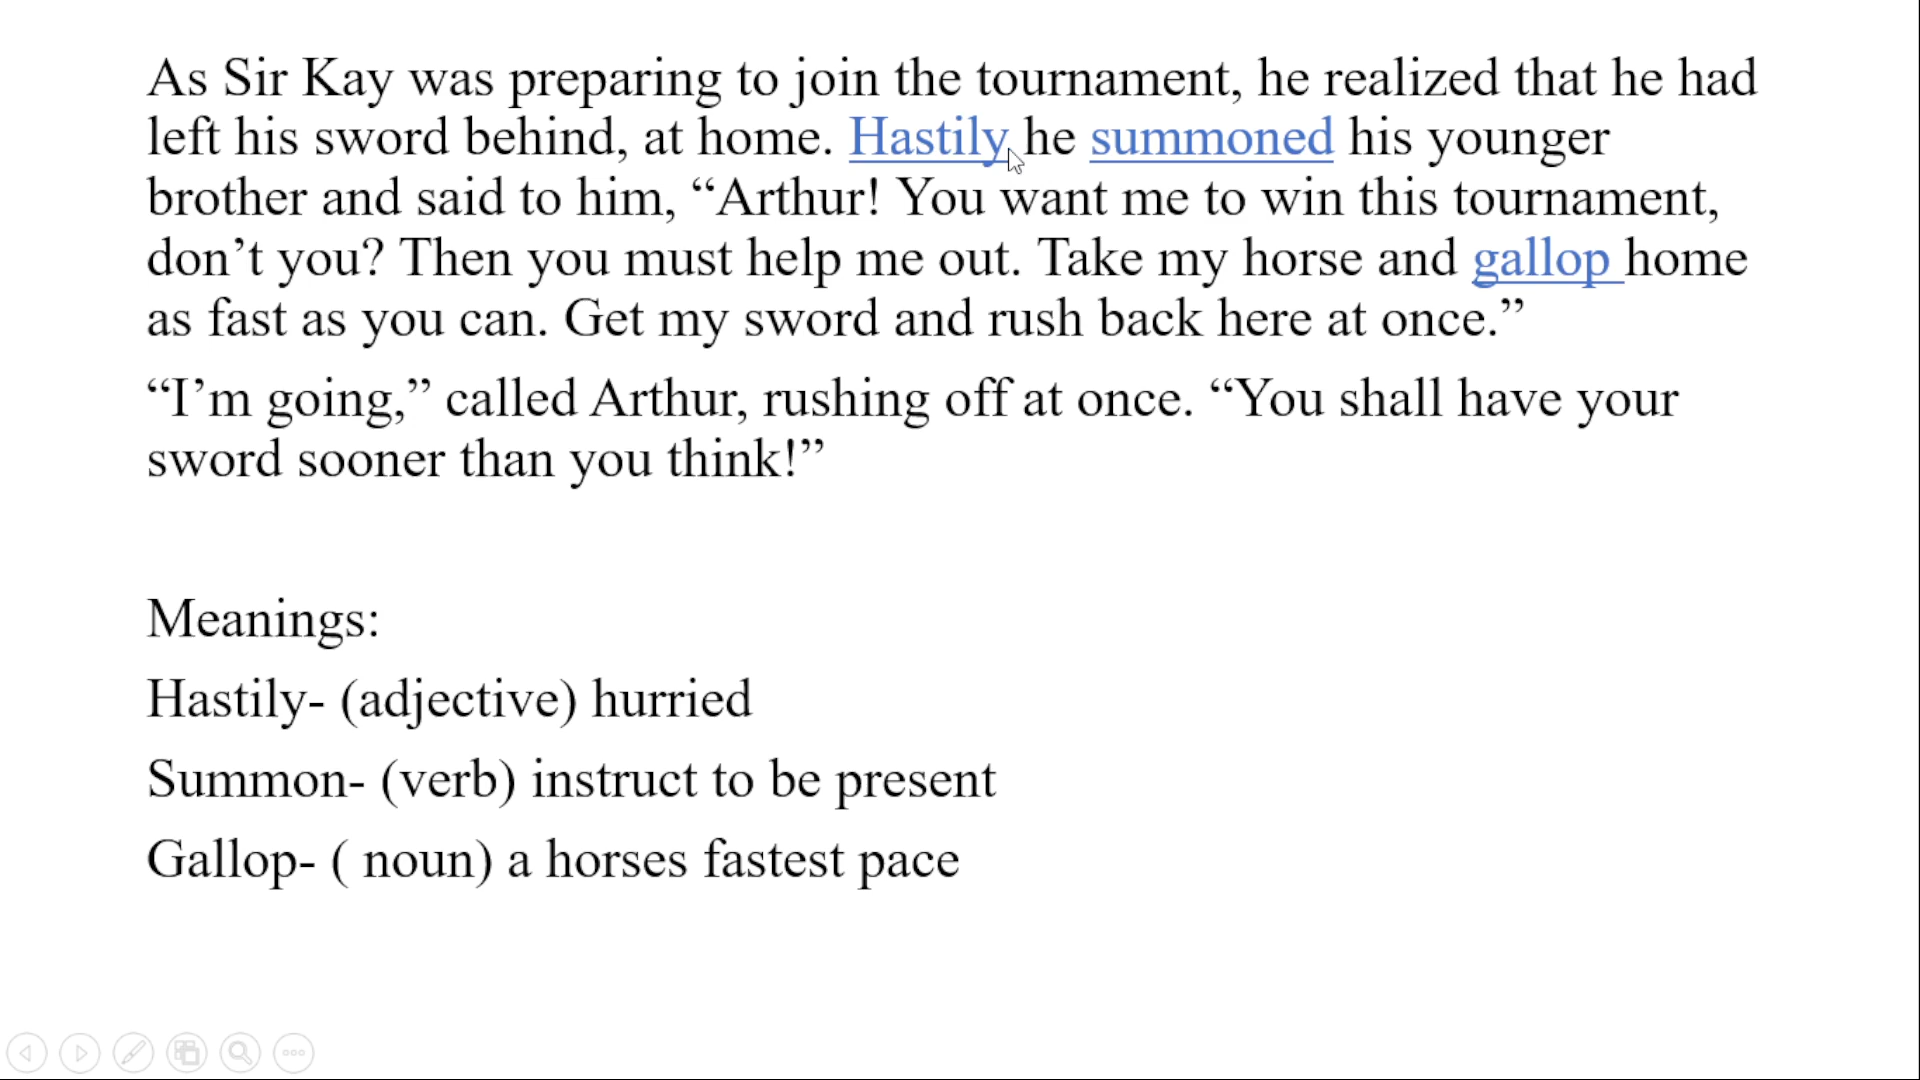 As Sir Kay was preparing to join the tournament, he realized that he had
left his sword behind, at home. Hastily he summoned his younger
brother and said to him, “Arthur! You want me to win this tournament,
don’t you? Then you must help me out. Take my horse and gallop home
as fast as you can. Get my sword and rush back here at once.”
“I’m going,” called Arthur, rushing off at once. “You shall have your
sword sooner than you think!”
Meanings:
Hastily- (adjective) hurried
Summon- (verb) instruct to be present
Gallop- ( noun) a horses fastest pace